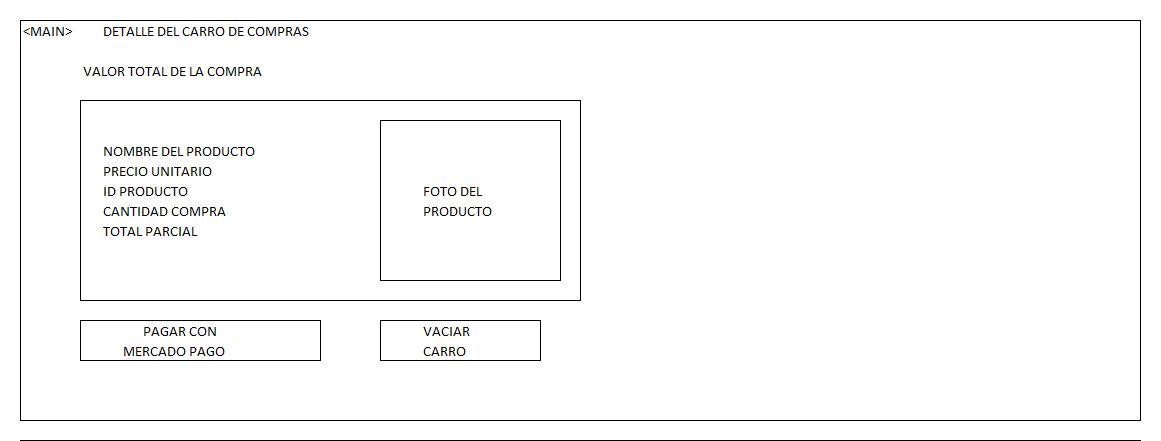 <MAIN> DETALLE DEL CARRO DE COMPRAS
VALOR TOTAL DE LA COMPRA
NOMBRE DEL PRODUCTO
PRECIO UNITARIO
ID PRODUCTO
CANTIDAD COMPRA
TOTAL PARCIAL
FOTO DEL
PRODUCTO
PAGAR CON
MERCADO PAGO
VACIAR
CARRO